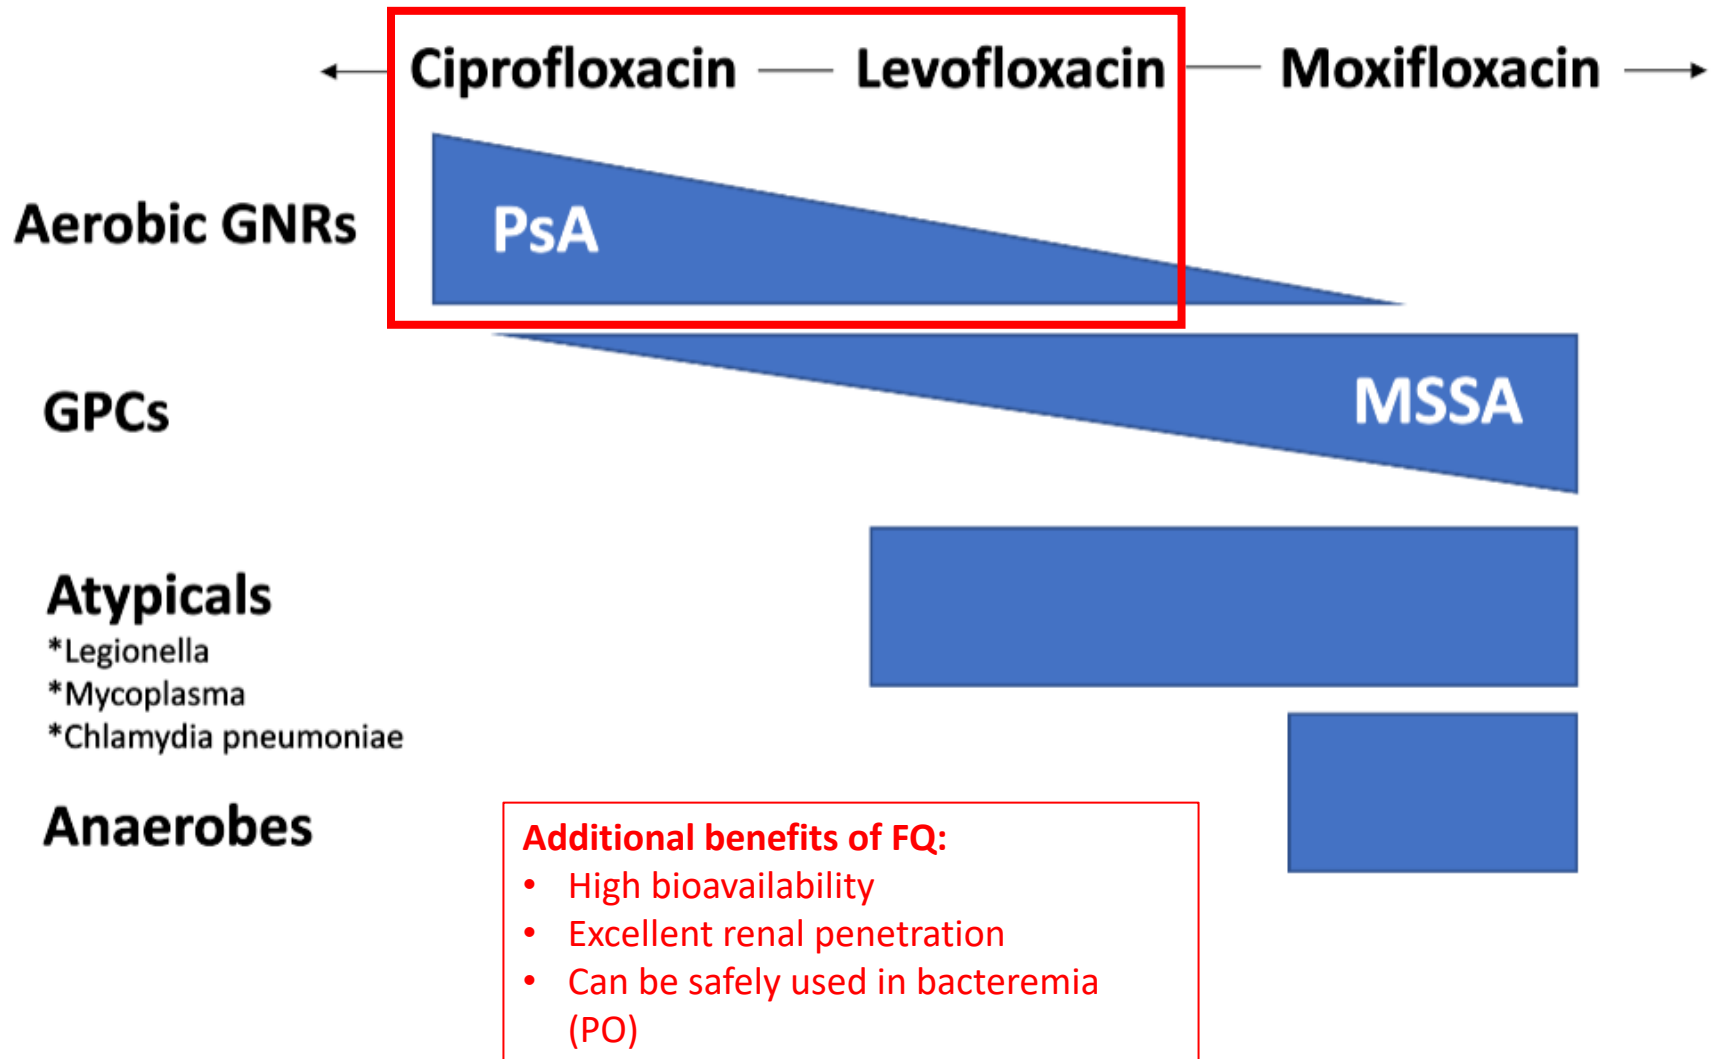 Ciprofloxacin
Levofloxacin
Moxifloxacin
Aerobic GNRs
PsA
GPCs
MSSA
Atypicals
*Legionella
*Mycoplasma
*Chlamydia pneumoniae
Anaerobes
Additional benefits of FQ:
• High bioavailability
• Excellent renal penetration
• Can be safely used in bacteremia
(PO)